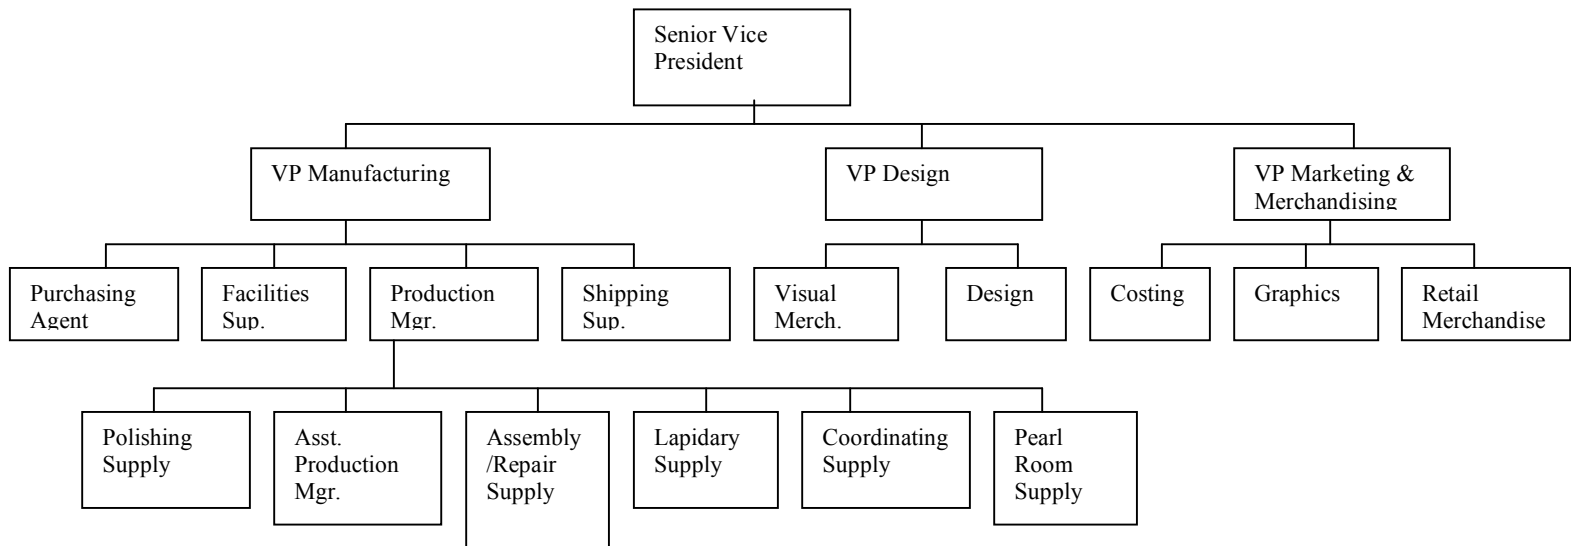 Senior Vice
President
VP Manufacturing
VP Design
VP Marketing &
Merchandising
Purchasing
Agent
Facilities
Sup.
Production
Mgr.
Shipping
Sup.
Visual
Merch.
Design
Costing
Graphics
Retail
Merchandise
Polishing
Supply
Asst.
Production
Mgr.
Assembly
/Repair
Supply
Lapidary
Supply
Coordinating
Supply
Pearl
Room
Supply